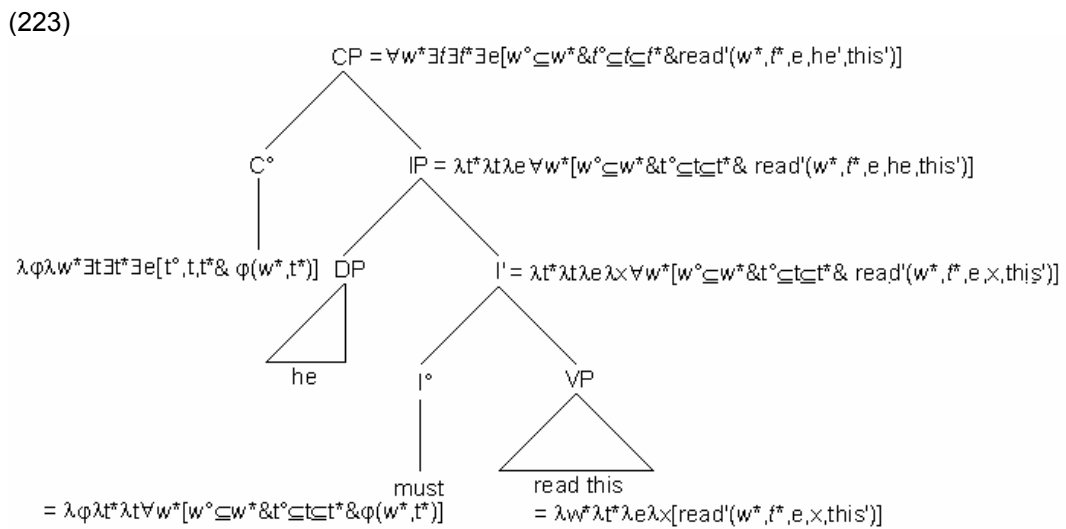 (223)
CP = ∀w*∃t∃t*∃e[w°⊆w*&t°⊆t⊆t*&read'(w*,t*,e,he',this')]
C° IP = λt*λtλe∀w*[w°⊆w*&t°⊆t⊆t*& read'(w*,t*,e,he,this')]
λφλw*∃t∃t*∃e[t°,t,t*& φ(w*,t*)] DP I' = λt*λtλeλx∀w*[w°⊆w*&t°⊆t⊆t*& read'(w*,t*,e,x,this')]
he I° VP
must read this
= λφλt*λt∀w*[w°⊆w*&t°⊆t⊆t*&φ(w*,t*)] = λw*λt*λeλx[read'(w*,t*,e,x,this')]